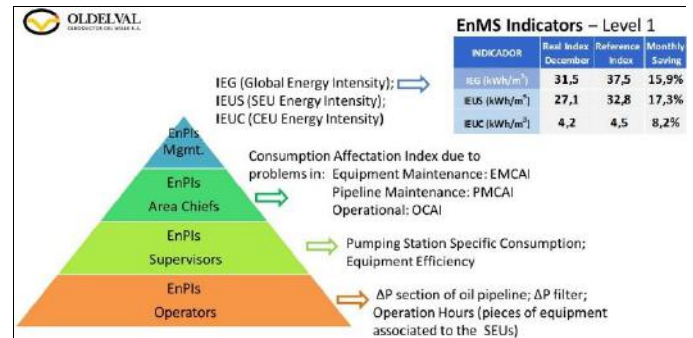 OLDELVAL
OLEODUCTOS DEL VALLE S.A.
EnMS Indicators – Level 1
INDICADOR Real Index December Reference Index Monthly Saving
IEG (kWh/m³) 31,5 37,5 15,9%
IEUS (kWh/m³) 27,1 32,8 17,3%
IEUC (kWh/m³) 4,2 4,5 8,2%
IEG (Global Energy Intensity);
IEUS (SEU Energy Intensity);
IEUC (CEU Energy Intensity)
EnPIs
Mgmt.
Consumption Affectation Index due to
problems in: Equipment Maintenance: EMCAI
Pipeline Maintenance: PMCAI
Operational: OCAI
EnPIs
Area Chiefs
EnPIs
Supervisors
Pumping Station Specific Consumption;
Equipment Efficiency
EnPIs
Operators
ΔP section of oil pipeline; ΔP filter;
Operation Hours (pieces of equipment
associated to the SEUs)